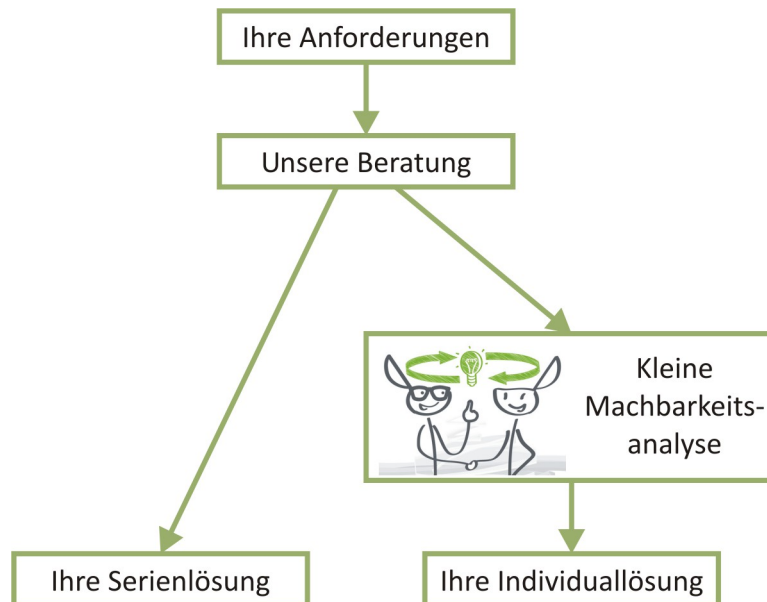 Ihre Anforderungen
Unsere Beratung
Kleine
Machbarkeits-
analyse
Ihre Serienlösung
Ihre Individuallösung